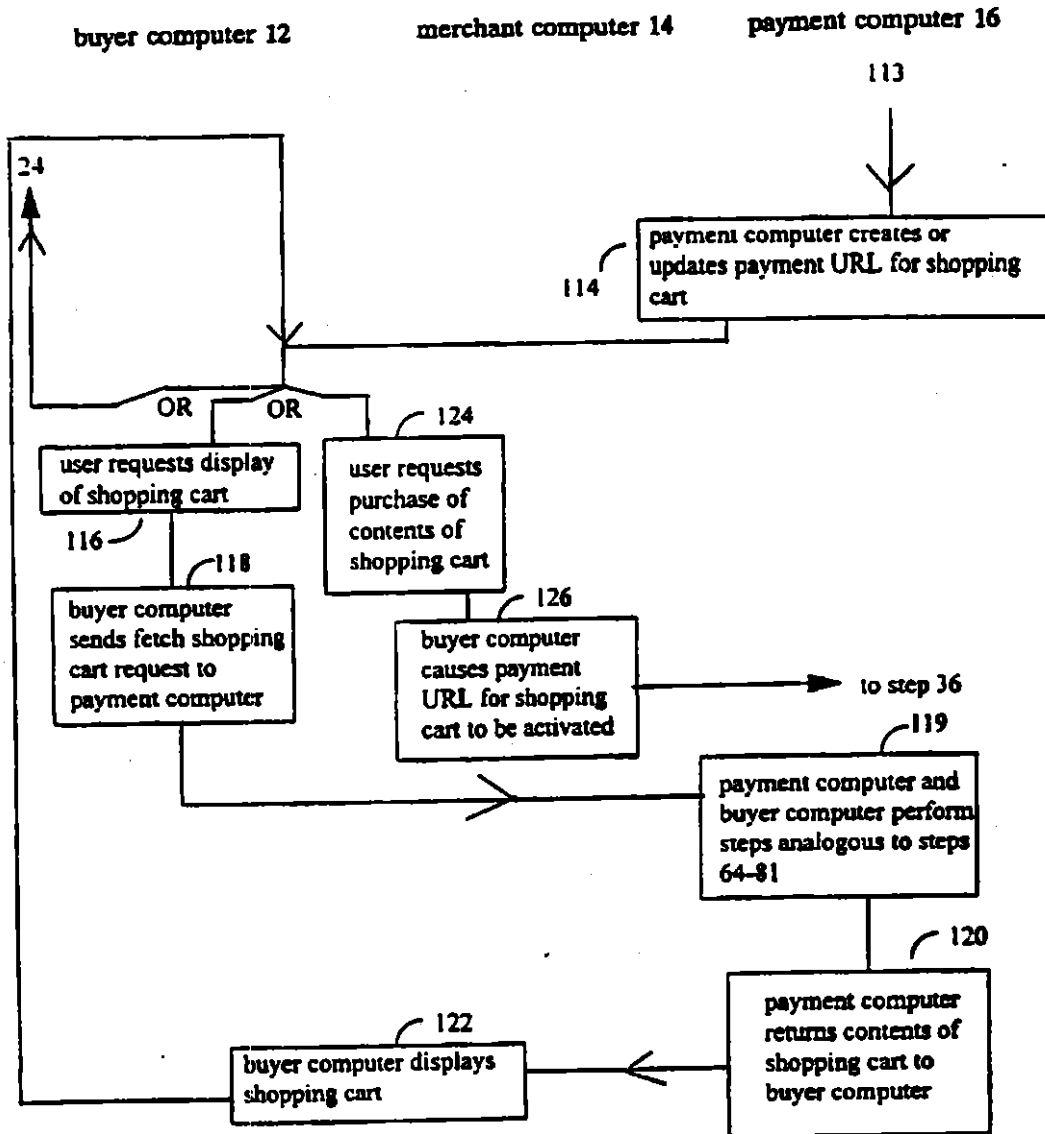 buyer computer 12
merchant computer 14
payment computer 16
113
24
payment computer creates or
updates payment URL for shopping
cart
114
OR
OR
124
user requests display
of shopping cart
116
user requests
purchase of
contents of
shopping cart
118
buyer computer
sends fetch shopping
cart request to
payment computer
126
buyer computer
causes payment
URL for shopping
cart to be activated
to step 36
119
payment computer and
buyer computer perform
steps analogous to steps
64-81
120
payment computer
returns contents of
shopping cart to
buyer computer
122
buyer computer displays
shopping cart